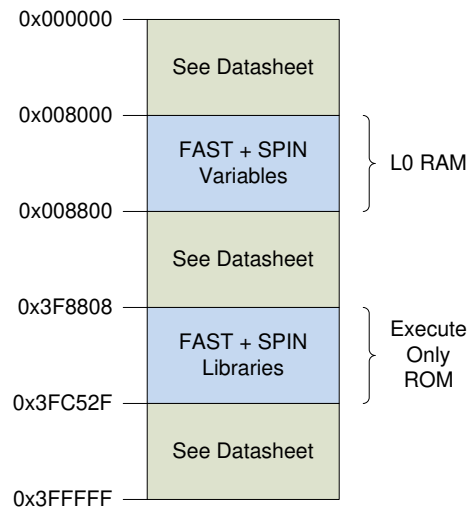 0x000000
See Datasheet
0x008000
FAST + SPIN
Variables
L0 RAM
0x008800
See Datasheet
0x3F8808
FAST + SPIN
Libraries
Execute
Only
ROM
0x3FC52F
See Datasheet
0x3FFFFF